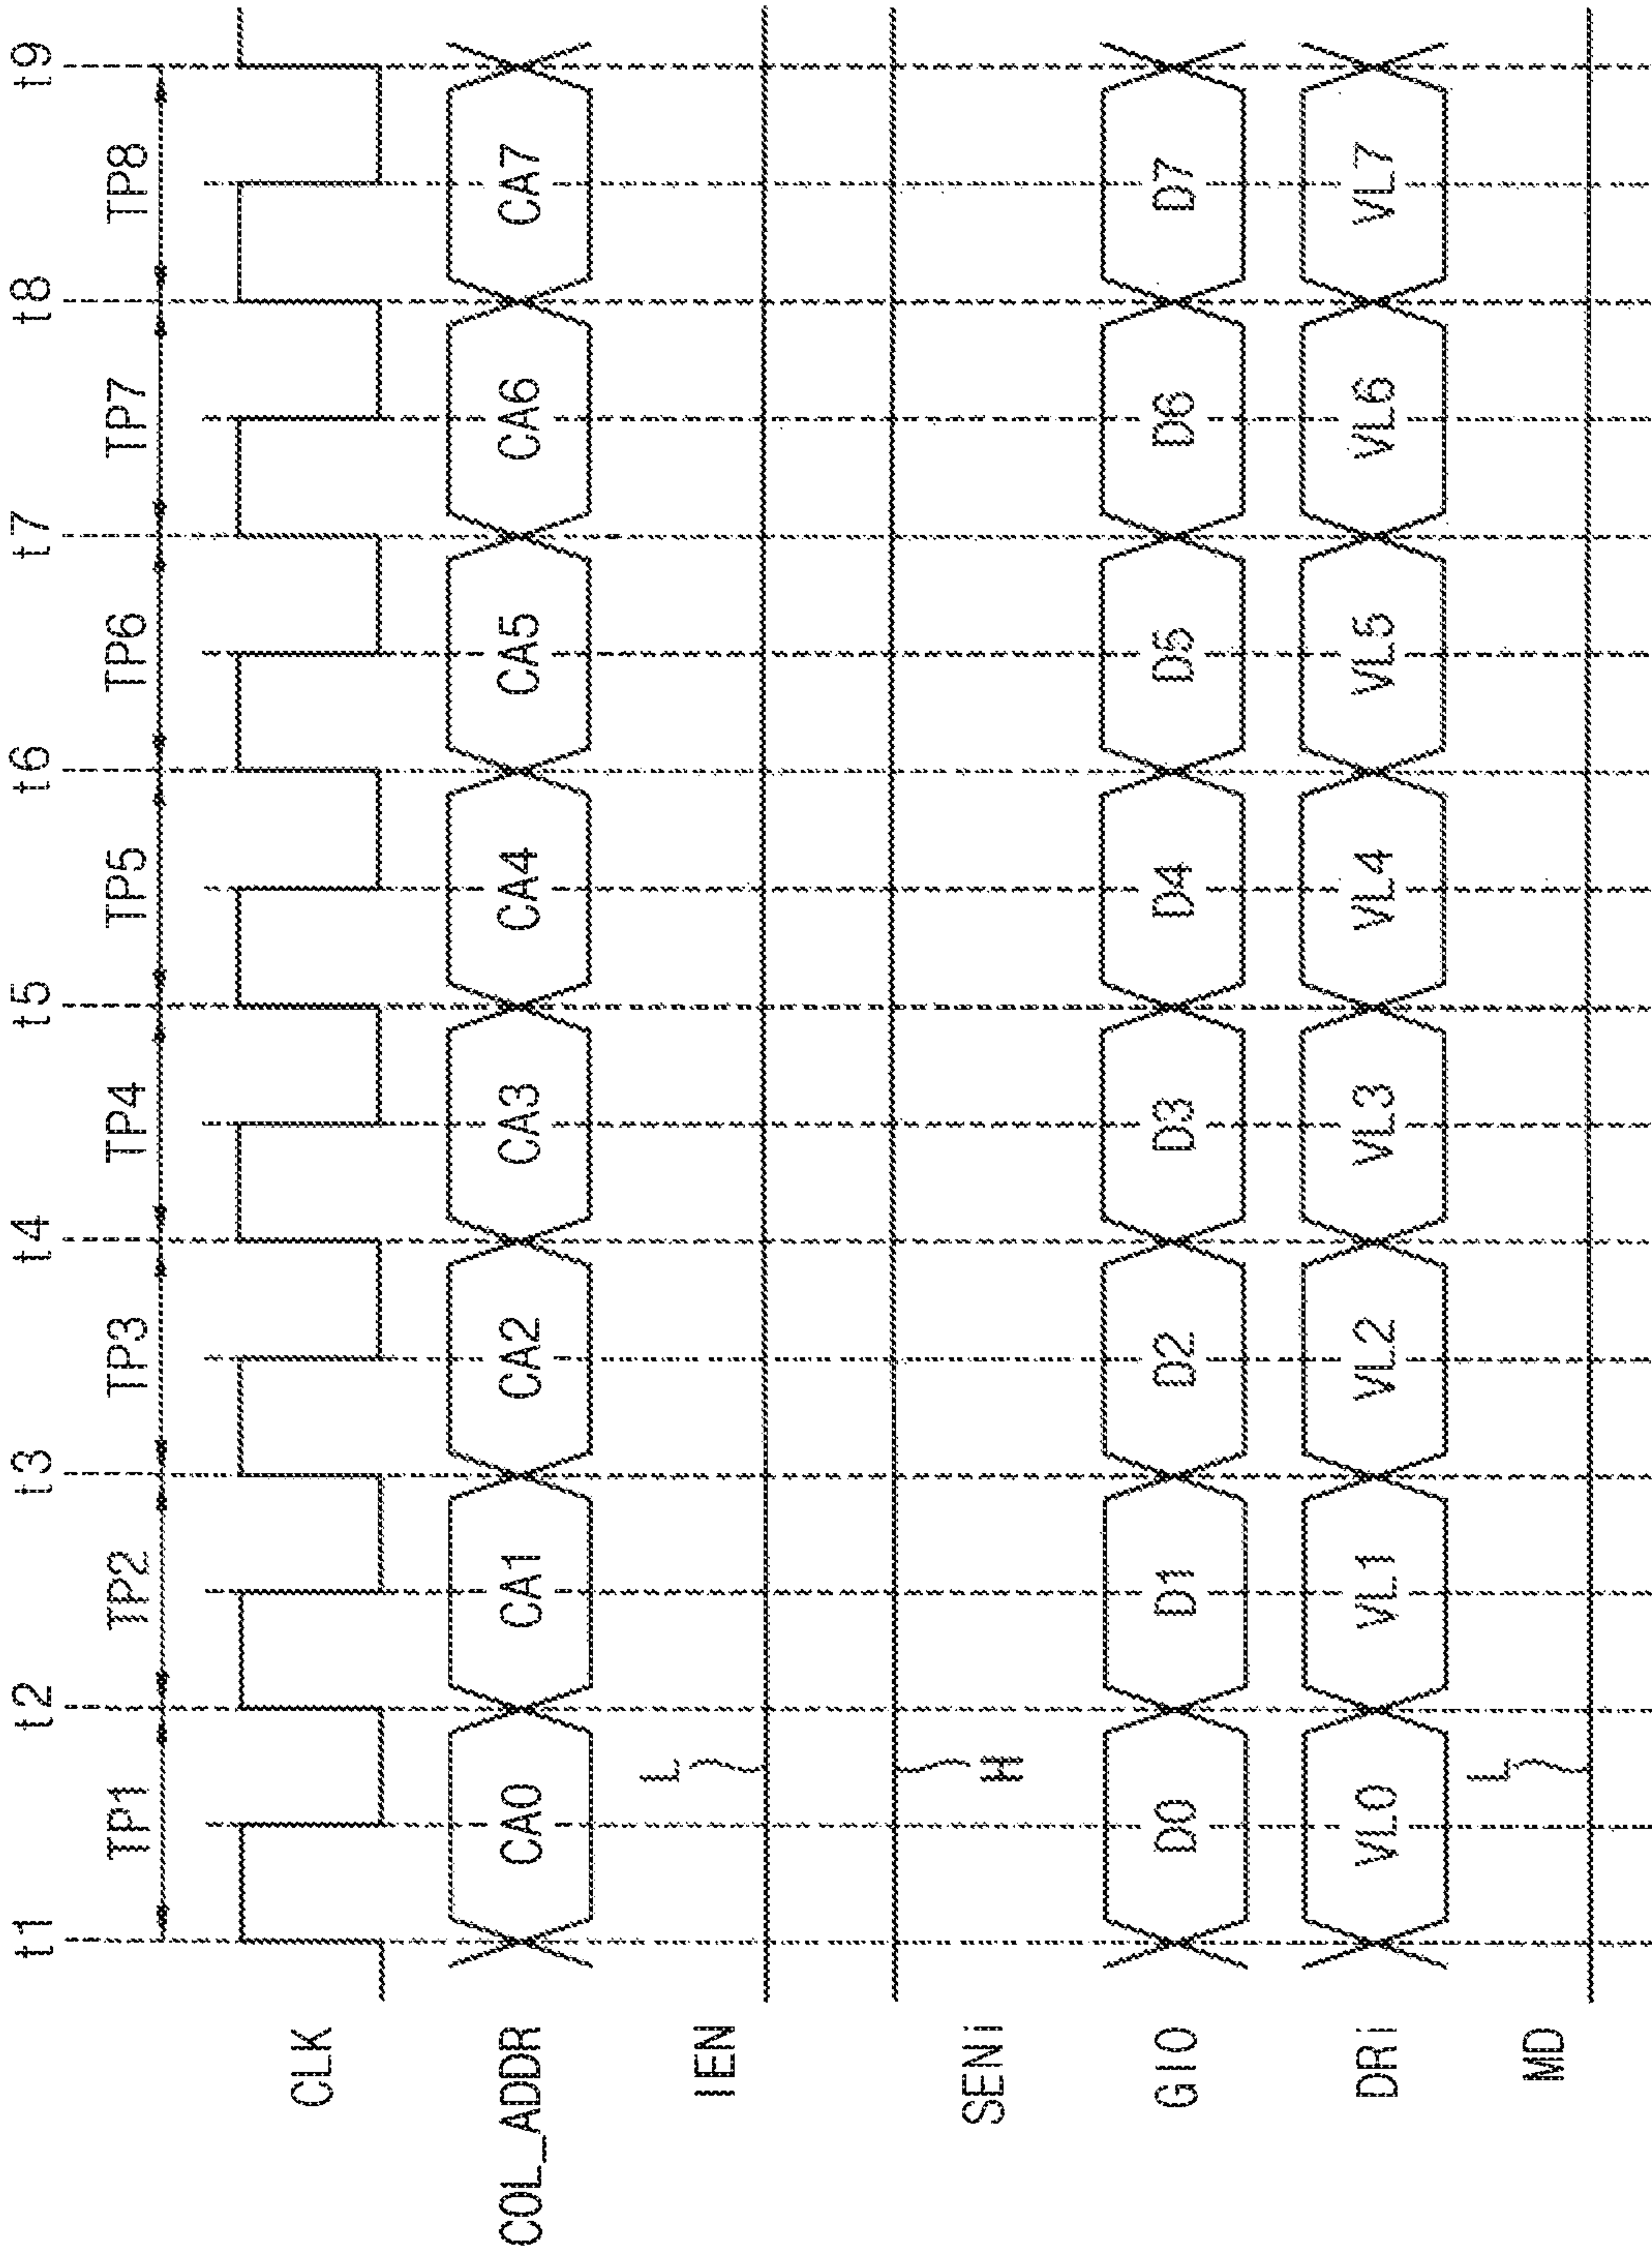 t1 t2 t3 t4 t5 t6 t7 t8 t9
TP1 TP2 TP3 TP4 TP5 TP6 TP7 TP8
CLK
COL_ADDR CA0 CA1 CA2 CA3 CA4 CA5 CA6 CA7
IEN L
SENi H
GIO D0 D1 D2 D3 D4 D5 D6 D7
DRi VL0 VL1 VL2 VL3 VL4 VL5 VL6 VL7
MD L